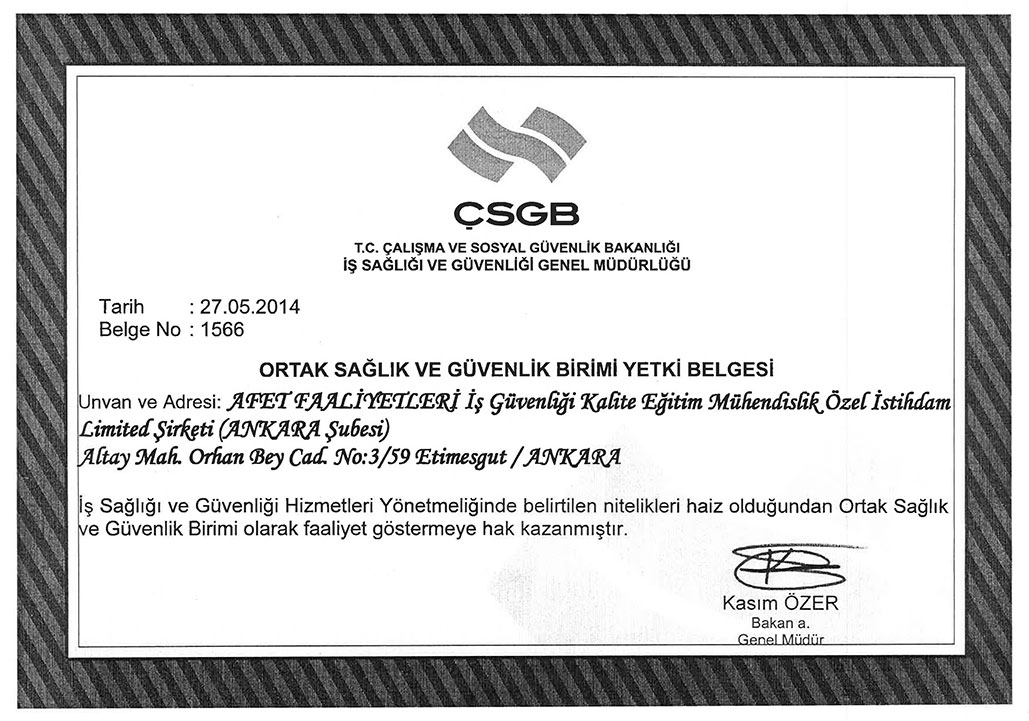 ÇSGB
T.C. ÇALIŞMA VE SOSYAL GÜVENLİK BAKANLIĞI
İŞ SAĞLIĞI VE GÜVENLİĞİ GENEL MÜDÜRLÜĞÜ
Tarih : 27.05.2014
Belge No : 1566
ORTAK SAĞLIK VE GÜVENLİK BİRİMİ YETKİ BELGESİ
Unvan ve Adresi: AFET FAALİYETLERİ İş Güvenliği Kalite Eğitim Mühendislik Özel İstihdam
Limited Şirketi (ANKARA Şubesi)
Altay Mah. Orhan Bey Cad. No:3/59 Etimesgut / ANKARA
İş Sağlığı ve Güvenliği Hizmetleri Yönetmeliğinde belirtilen nitelikleri haiz olduğundan Ortak Sağlık
ve Güvenlik Birimi olarak faaliyet göstermeye hak kazanmıştır.
Kasım ÖZER
Bakan a.
Genel Müdür